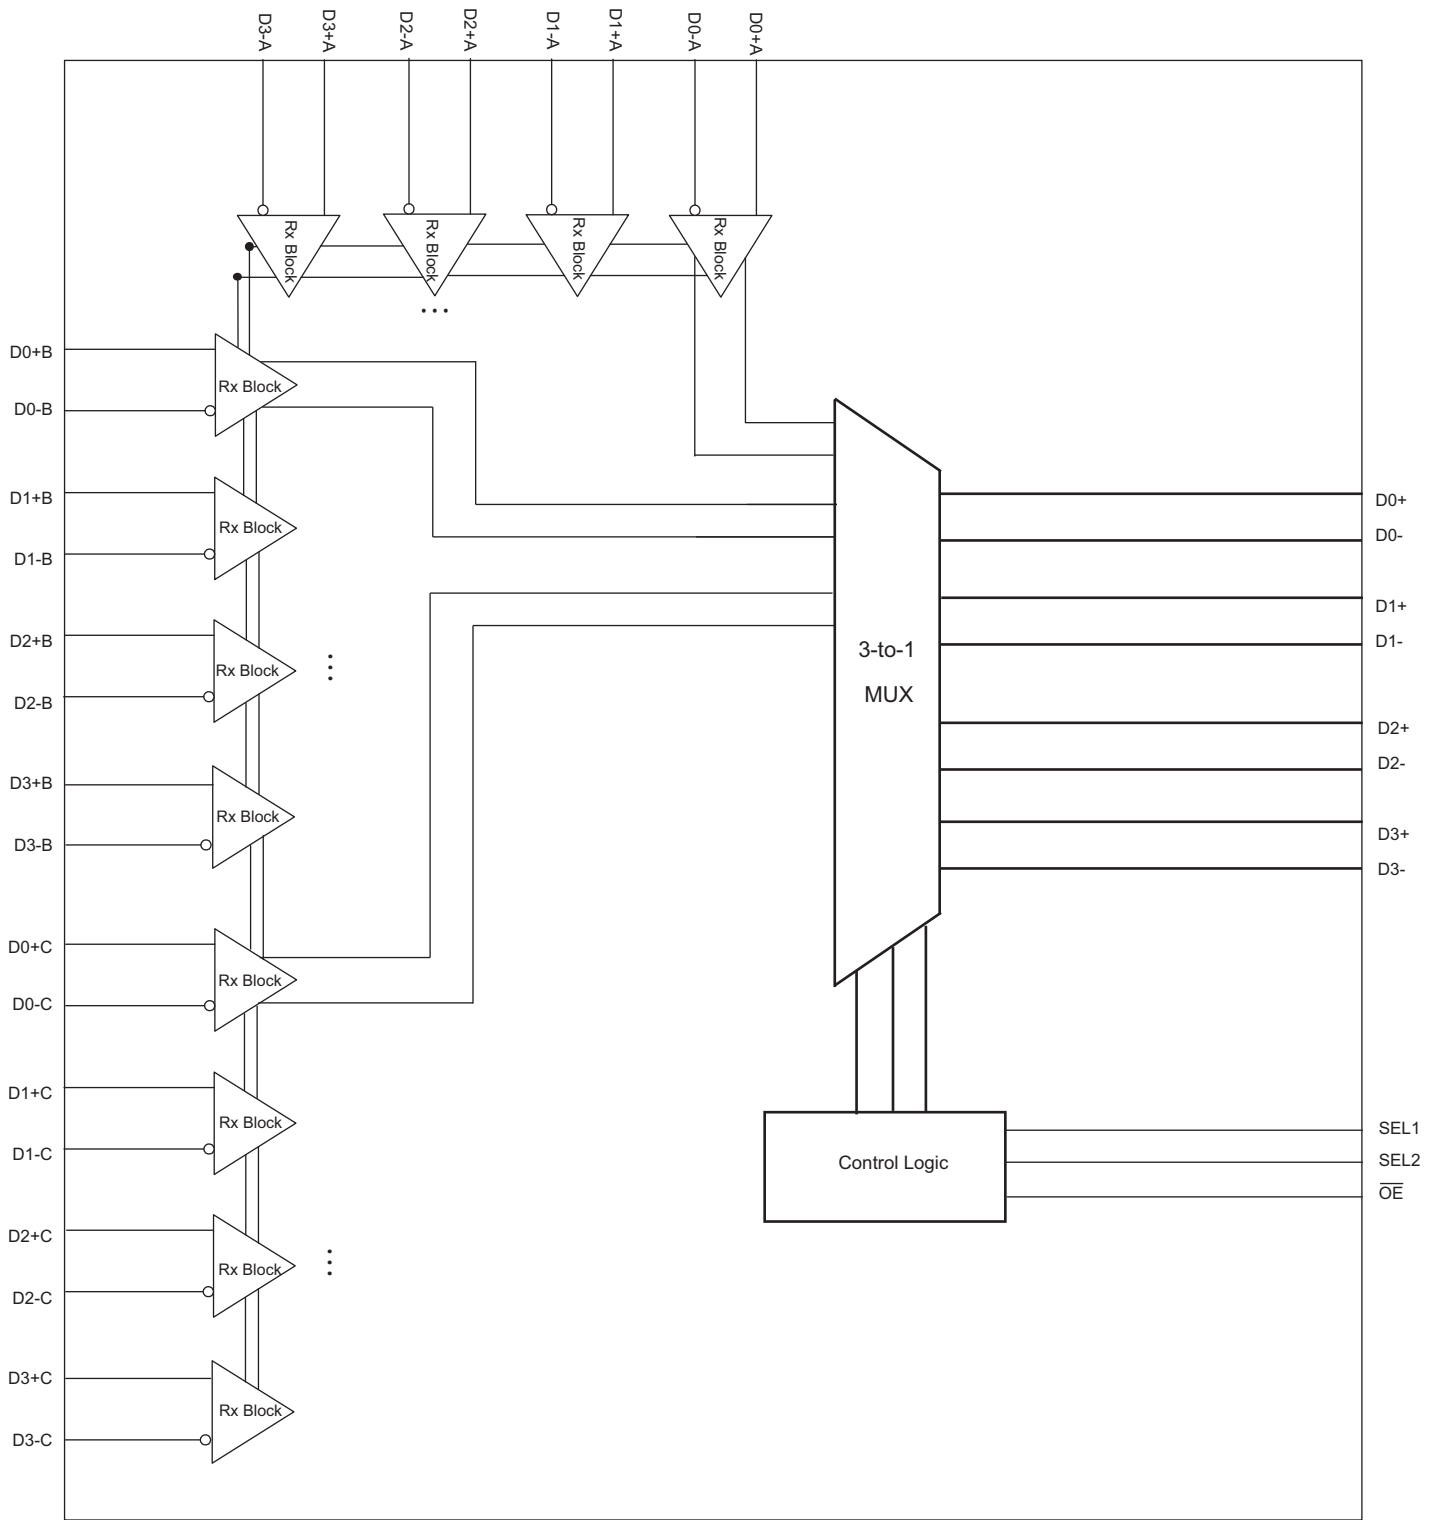 D3-A
D3+A
D2-A
D2+A
D1-A
D1+A
D0-A
D0+A
Rx Block
Rx Block
Rx Block
Rx Block
...
D0+B
Rx Block
D0-B
D1+B
Rx Block
D1-B
D2+B
Rx Block
...
D2-B
D3+B
Rx Block
D3-B
D0+C
Rx Block
D0-C
D1+C
Rx Block
D1-C
D2+C
Rx Block
...
D2-C
D3+C
Rx Block
D3-C
3-to-1
MUX
D0+
D0-
D1+
D1-
D2+
D2-
D3+
D3-
Control Logic
SEL1
SEL2
O̅E̅